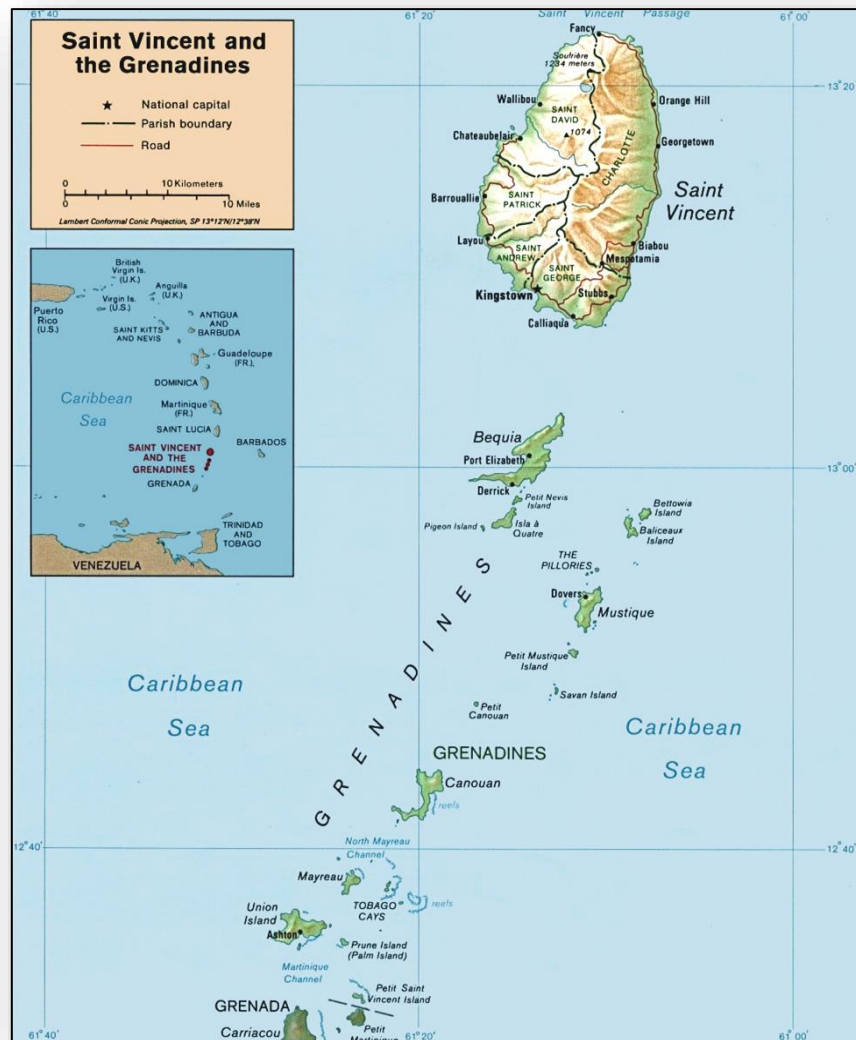 61°40'
61°20'
Saint Vincent Passage
61°00'
Saint Vincent and
the Grenadines
National capital
Parish boundary
Road
0 10 Kilometers
0 10 Miles
Lambert Conformal Conic Projection, SP 13°12'N/12°38'N
Fancy
Soufrière
1234 meters
13°20'
13°20'
Wallibou
Orange Hill
SAINT
DAVID
1074
Chateaubelair
Georgetown
CHARLOTTE
Saint
Vincent
Barrouallie
SAINT
PATRICK
Layou
SAINT
ANDREW
Biabou
Mesopotamia
SAINT
GEORGE
Kingstown
Stubbs
Calliaqua
British
Virgin Is.
(U.K.)
Anguilla
(U.K.)
Virgin Is.
(U.S.)
Puerto
Rico
(U.S.)
ANTIGUA
AND
BARBUDA
SAINT KITTS
AND NEVIS
Guadeloupe
(FR.)
DOMINICA
Caribbean
Sea
Martinique
(FR.)
SAINT LUCIA
SAINT VINCENT
AND THE
GRENADINES
BARBADOS
GRENADA
TRINIDAD
AND
TOBAGO
VENEZUELA
Bequia
Port Elizabeth
13°00'
13°00'
Derrick
Petit Nevis
Island
Bettowia
Island
Pigeon Island
Isla à
Quatre
Baliceaux
Island
THE
PILLORIES
Dovers
Mustique
GRENADINES
Petit Mustique
Island
Caribbean
Sea
Savan Island
Petit
Canouan
Caribbean
Sea
GRENADINES
Canouan
reefs
12°40'
12°40'
North Mayreau
Channel
Mayreau
TOBAGO
CAYS
reefs
Union
Island
Ashton
Prune Island
(Palm Island)
Martinique
Channel
Petit Saint
Vincent Island
GRENADA
Carriacou
Petit
61°40'
61°20'
61°00'